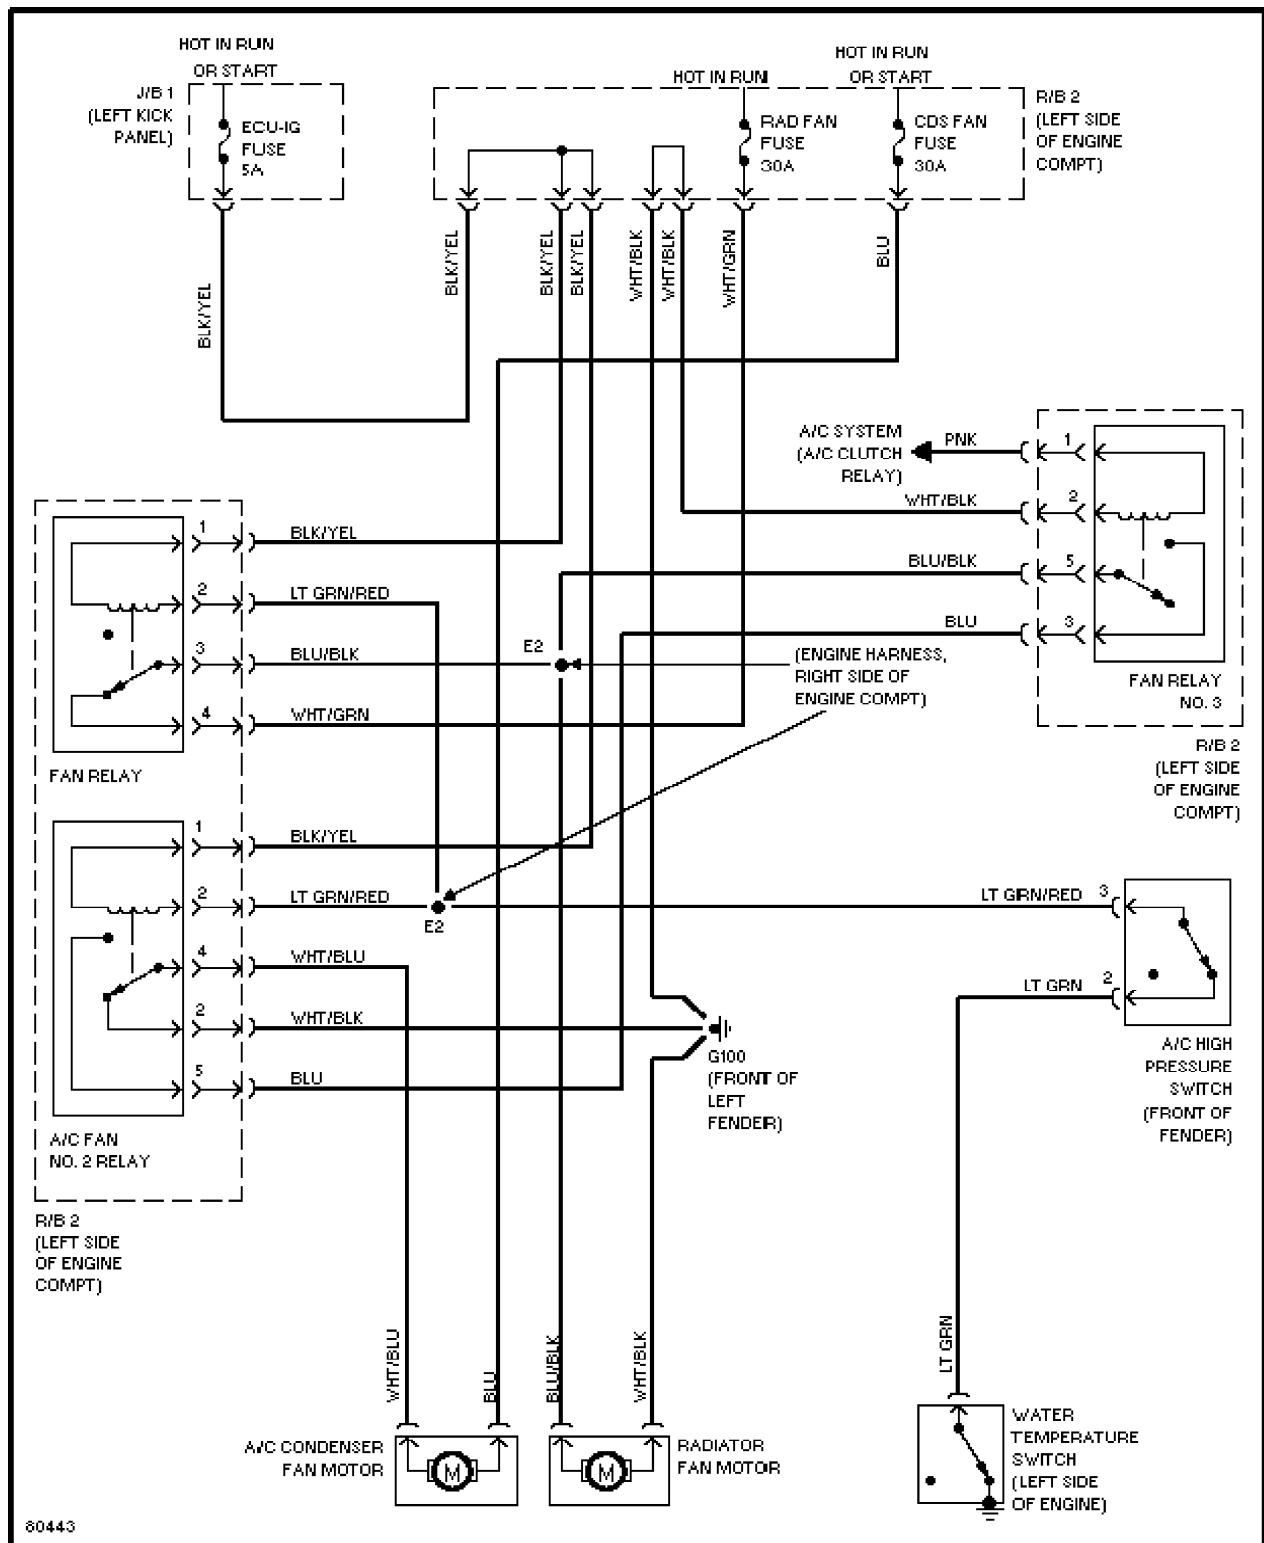 HOT IN RUN
OR START
J/B 1
(LEFT KICK
PANEL)
ECU-IG
FUSE
5A
HOT IN RUN
RAD FAN
FUSE
30A
HOT IN RUN
OR START
CDS FAN
FUSE
30A
R/B 2
(LEFT SIDE
OF ENGINE
COMPT)
BLK/YEL
BLK/YEL
BLK/YEL
BLK/YEL
WHT/BLK
WHT/BLK
WHT/GRN
BLU
A/C SYSTEM
(A/C CLUTCH
RELAY)
PNK
1
WHT/BLK
2
BLU/BLK
5
BLU
3
FAN RELAY
NO. 3
R/B 2
(LEFT SIDE
OF ENGINE
COMPT)
1
BLK/YEL
2
LT GRN/RED
3
BLU/BLK
4
WHT/GRN
FAN RELAY
E2
(ENGINE HARNESS,
RIGHT SIDE OF
ENGINE COMPT)
1
BLK/YEL
2
LT GRN/RED
E2
4
WHT/BLU
2
WHT/BLK
5
BLU
A/C FAN
NO. 2 RELAY
R/B 2
(LEFT SIDE
OF ENGINE
COMPT)
G100
(FRONT OF
LEFT
FENDER)
LT GRN/RED
3
LT GRN
2
A/C HIGH
PRESSURE
SWITCH
(FRONT OF
FENDER)
WHT/BLU
BLU
BLU/BLK
WHT/BLK
LT GRN
A/C CONDENSER
FAN MOTOR
M
M
RADIATOR
FAN MOTOR
WATER
TEMPERATURE
SWITCH
(LEFT SIDE
OF ENGINE)
60443